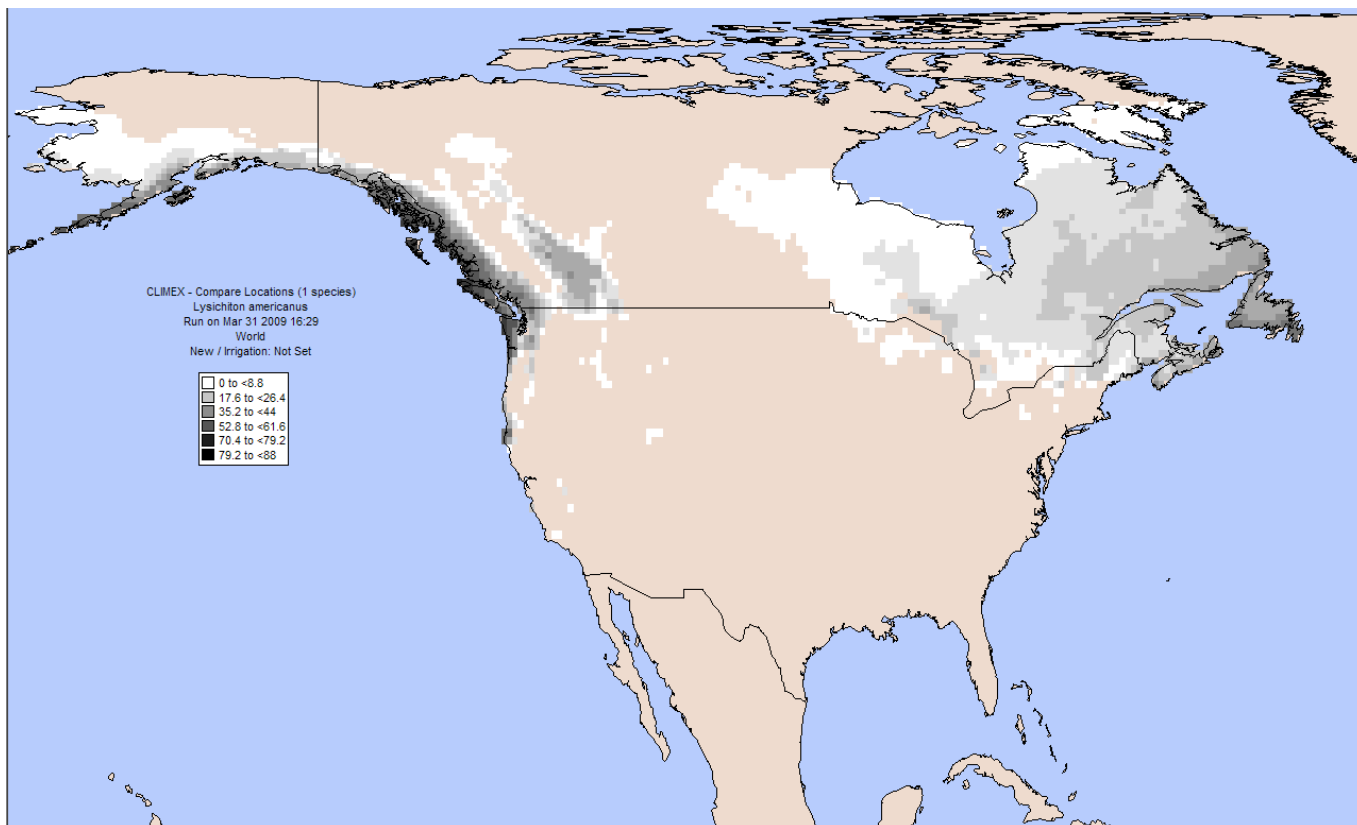 CLIMEX - Compare Locations (1 species)
Lysichiton americanus
Run on Mar 31 2009 16:29
World
New / Irrigation: Not Set
0 to <8.8
17.6 to <26.4
35.2 to <44
52.8 to <61.6
70.4 to <79.2
79.2 to <88